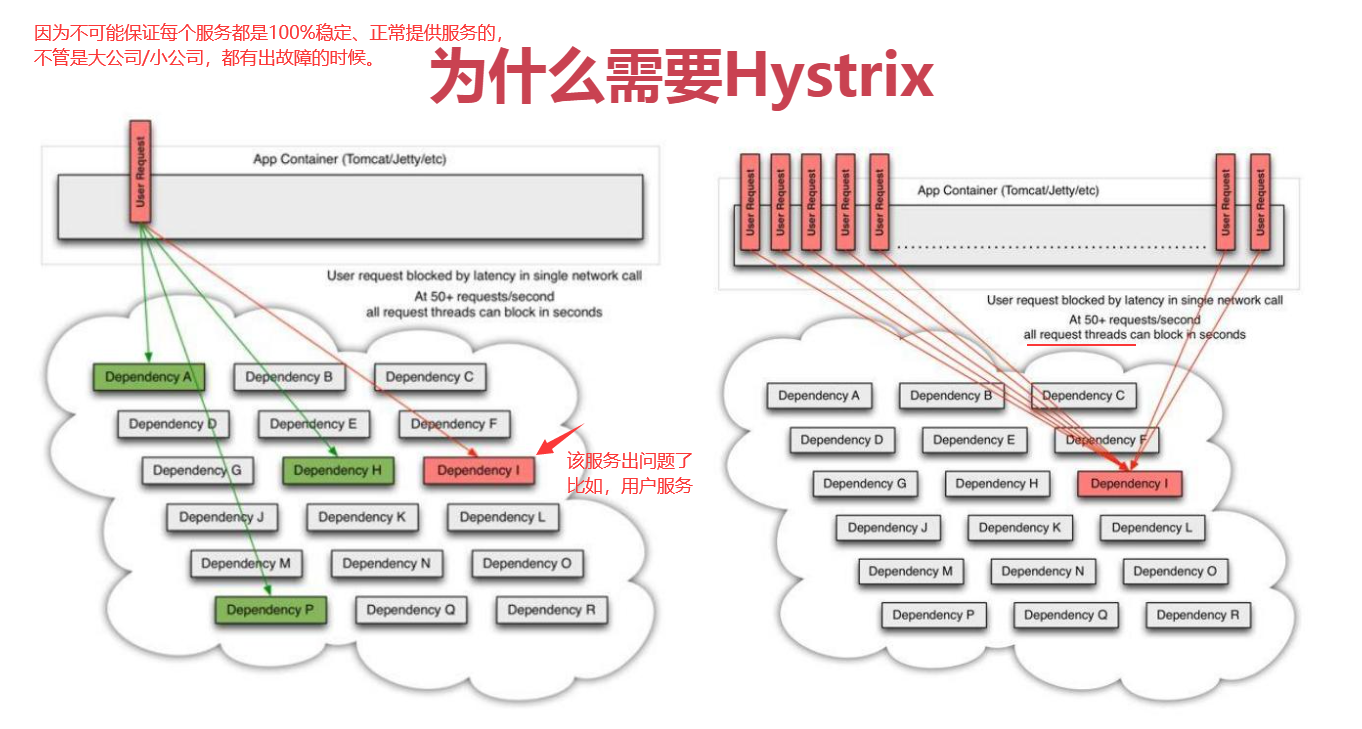 因为不可能保证每个服务都是100%稳定、正常提供服务的，
不管是大公司/小公司，都有出故障的时候。
为什么需要Hystrix
User Request
App Container (Tomcat/Jetty/etc)
User request blocked by latency in single network call
At 50+ requests/second
all request threads can block in seconds
Dependency A
Dependency B
Dependency C
Dependency D
Dependency E
Dependency F
Dependency G
Dependency H
Dependency I
该服务出问题了
比如，用户服务
Dependency J
Dependency K
Dependency L
Dependency M
Dependency N
Dependency O
Dependency P
Dependency Q
Dependency R
User Request
User Request
User Request
User Request
User Request
User Request
User Request
App Container (Tomcat/Jetty/etc)
User request blocked by latency in single network call
At 50+ requests/second
all request threads can block in seconds
Dependency A
Dependency B
Dependency C
Dependency D
Dependency E
Dependency F
Dependency G
Dependency H
Dependency I
Dependency J
Dependency K
Dependency L
Dependency M
Dependency N
Dependency O
Dependency P
Dependency Q
Dependency R